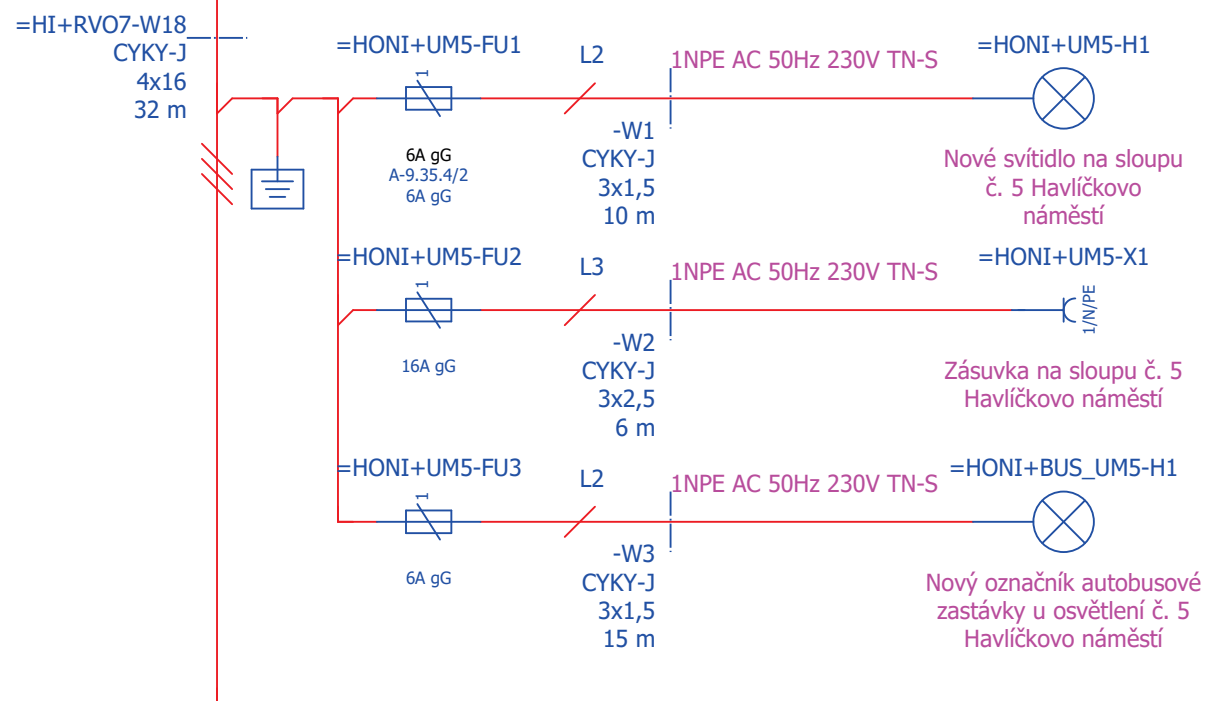 =HI+RVO7-W18
CYKY-J
4x16
32 m
=HONI+UM5-FU1
1
6A gG
A-9.35.4/2
6A gG
L2
1NPE AC 50Hz 230V TN-S
-W1
CYKY-J
3x1,5
10 m
=HONI+UM5-H1
Nové svítidlo na sloupu
č. 5 Havlíčkovo
náměstí
=HONI+UM5-FU2
1
16A gG
L3
1NPE AC 50Hz 230V TN-S
-W2
CYKY-J
3x2,5
6 m
=HONI+UM5-X1
1/N/PE
Zásuvka na sloupu č. 5
Havlíčkovo náměstí
=HONI+UM5-FU3
1
6A gG
L2
1NPE AC 50Hz 230V TN-S
-W3
CYKY-J
3x1,5
15 m
=HONI+BUS_UM5-H1
Nový označník autobusové
zastávky u osvětlení č. 5
Havlíčkovo náměstí